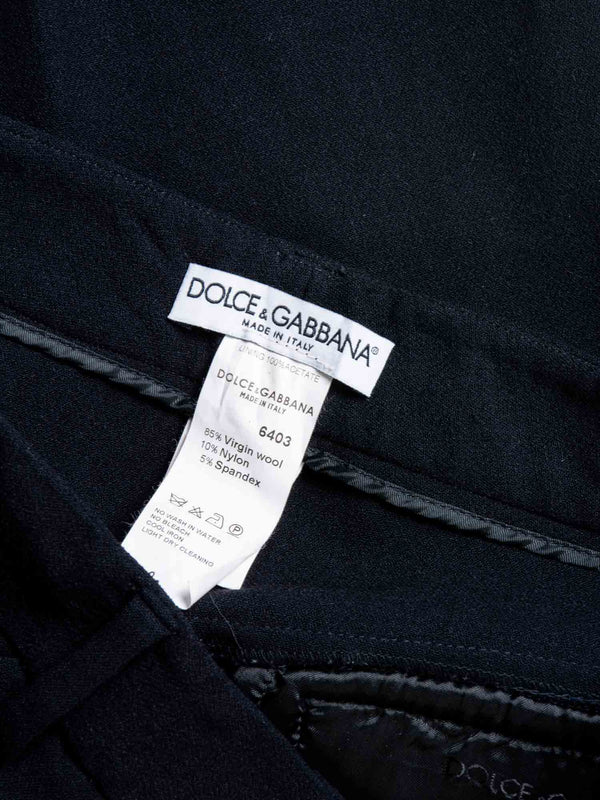 DOLCE & GABBANA®
MADE IN ITALY
LINING 100% ACETATE
DOLCE & GABBANA
MADE IN ITALY
6403
85% Virgin wool
10% Nylon
5% Spandex
NO WASH IN WATER
NO BLEACH
COOL IRON
LIGHT DRY CLEANING
DOLCE &